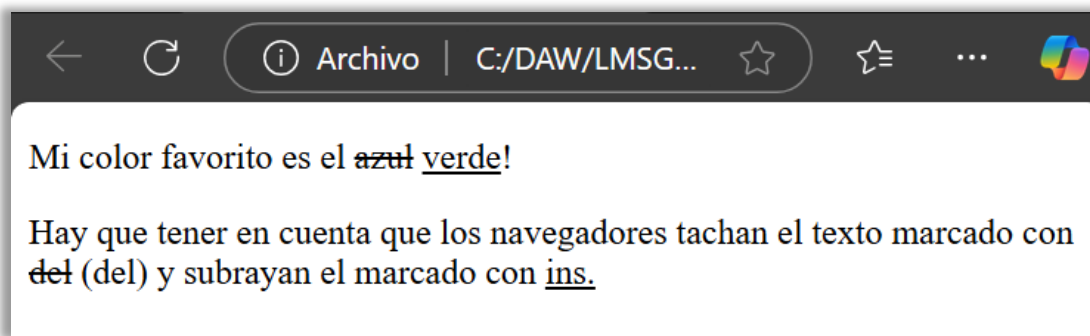 Archivo | C:/DAW/LMSG...
Mi color favorito es el azul verde!
Hay que tener en cuenta que los navegadores tachan el texto marcado con
del (del) y subrayan el marcado con ins.